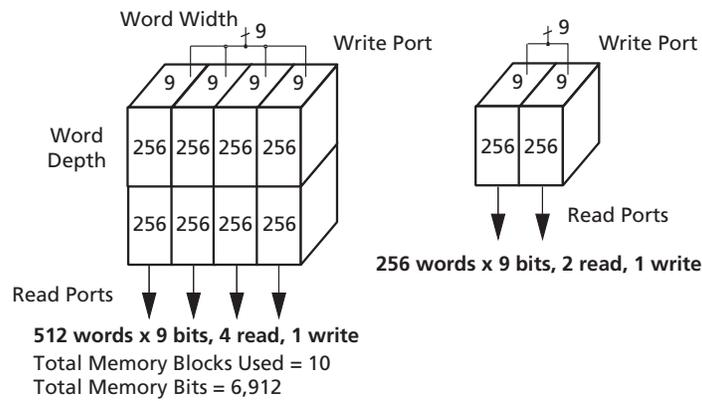 Word Width
9
Write Port
9 9 9 9
Word
Depth
256 256 256 256
256 256 256 256
Read Ports
512 words x 9 bits, 4 read, 1 write
Total Memory Blocks Used = 10
Total Memory Bits = 6,912
9
Write Port
9 9
256 256
Read Ports
256 words x 9 bits, 2 read, 1 write